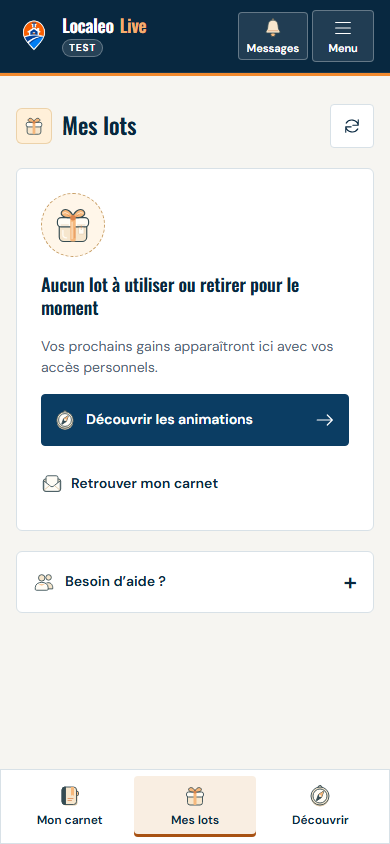 Localeo Live
TEST
Messages
Menu
Mes lots
Aucun lot à utiliser ou retirer pour le
moment
Vos prochains gains apparaîtront ici avec vos
accès personnels.
Découvrir les animations
Retrouver mon carnet
Besoin d’aide ?
Mon carnet
Mes lots
Découvrir